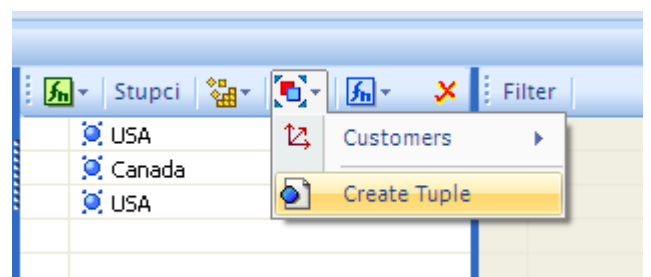 Stupci Filter
USA Customers
Canada
USA Create Tuple